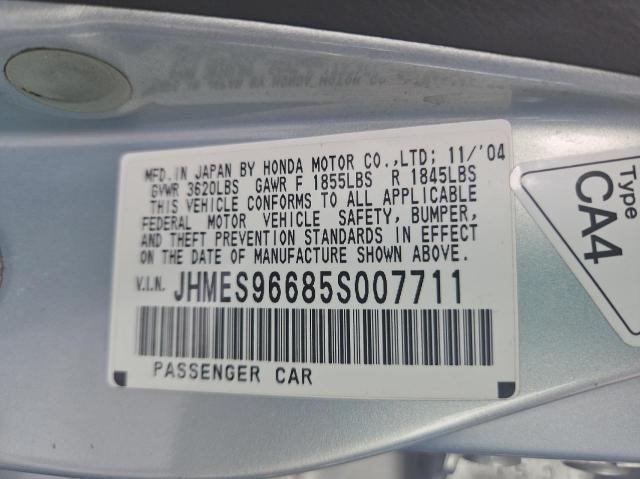 MFD. IN JAPAN BY HONDA MOTOR CO.,LTD; 11/'04
GVWR 3620LBS GAWR F 1855LBS R 1845LBS
THIS VEHICLE CONFORMS TO ALL APPLICABLE
FEDERAL MOTOR VEHICLE SAFETY, BUMPER,
AND THEFT PREVENTION STANDARDS IN EFFECT
ON THE DATE OF MANUFACTURE SHOWN ABOVE.
V.I.N. JHMES96685S007711
PASSENGER CAR
Type
CA4